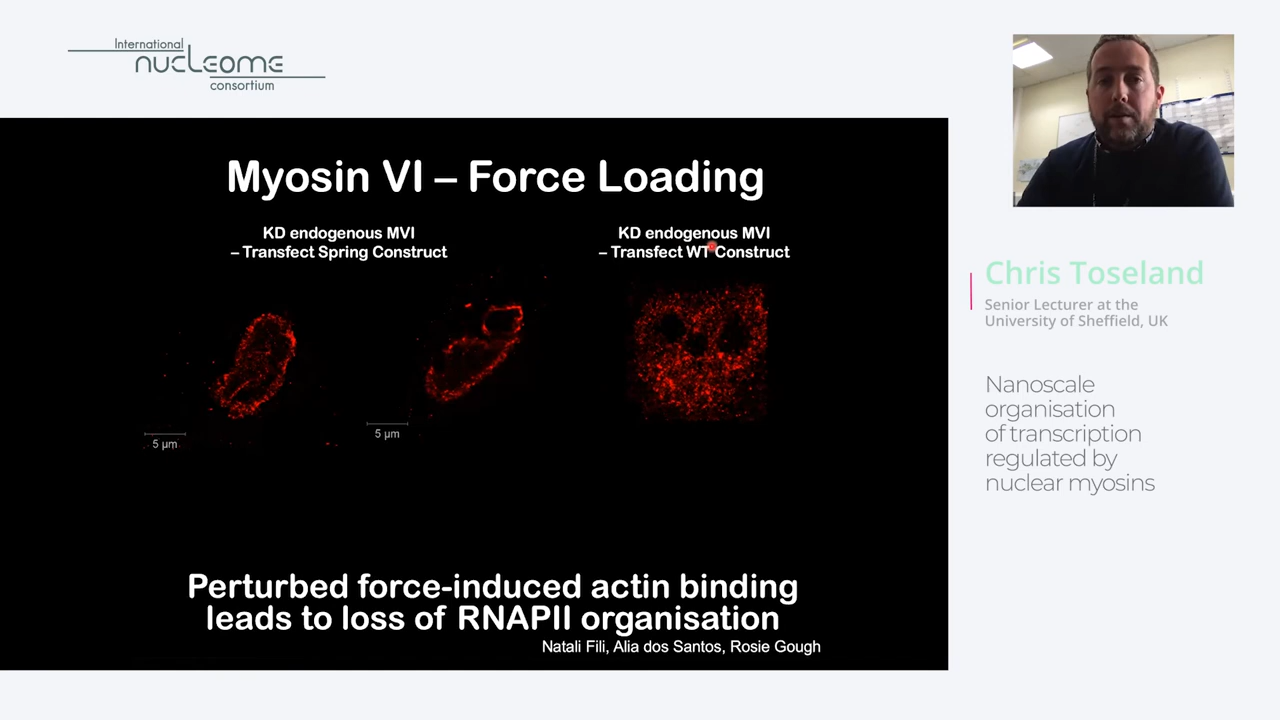 International
nucleome
consortium
Myosin VI – Force Loading
KD endogenous MVI
– Transfect Spring Construct
KD endogenous MVI
– Transfect WT Construct
5 µm
5 µm
Perturbed force-induced actin binding
leads to loss of RNAPII organisation
Natali Fili, Alia dos Santos, Rosie Gough
Chris Toseland
Senior Lecturer at the
University of Sheffield, UK
Nanoscale
organisation
of transcription
regulated by
nuclear myosins